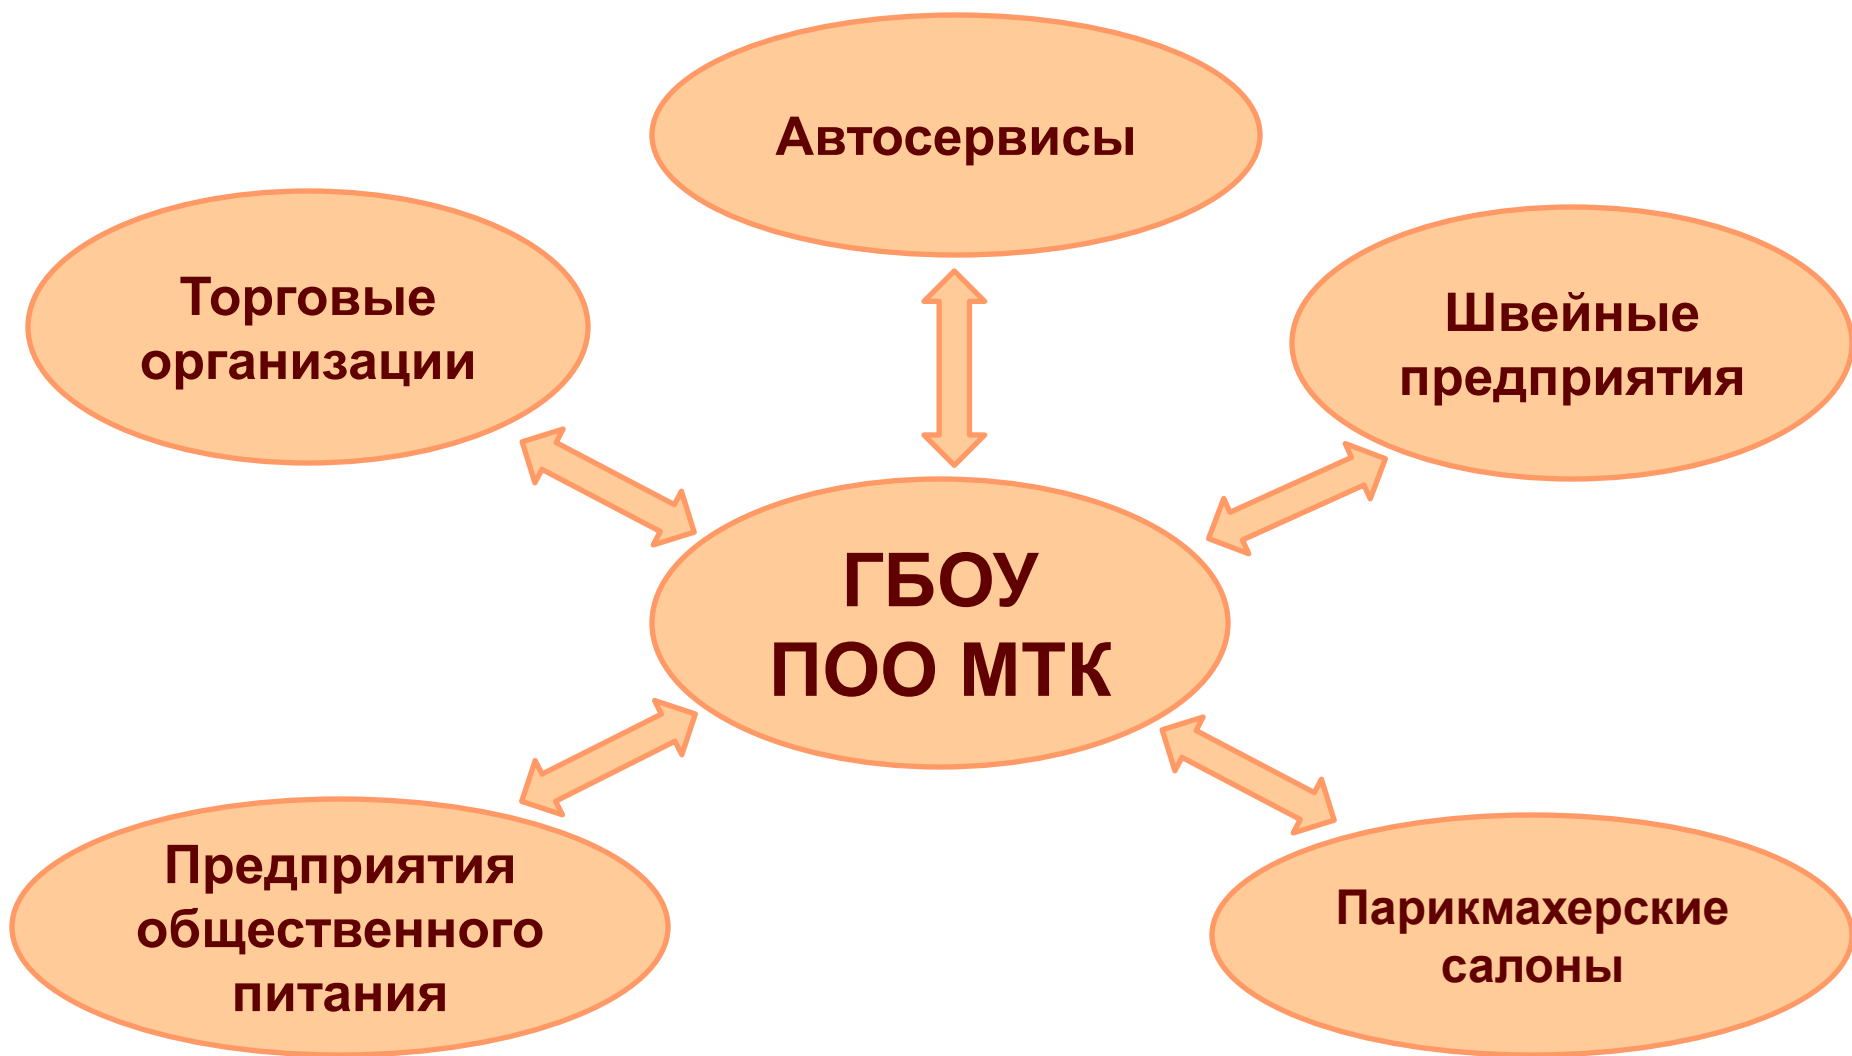 Автосервисы
Торговые
организации
Швейные
предприятия
ГБОУ
ПОО МТК
Предприятия
общественного
питания
Парикмахерские
салоны